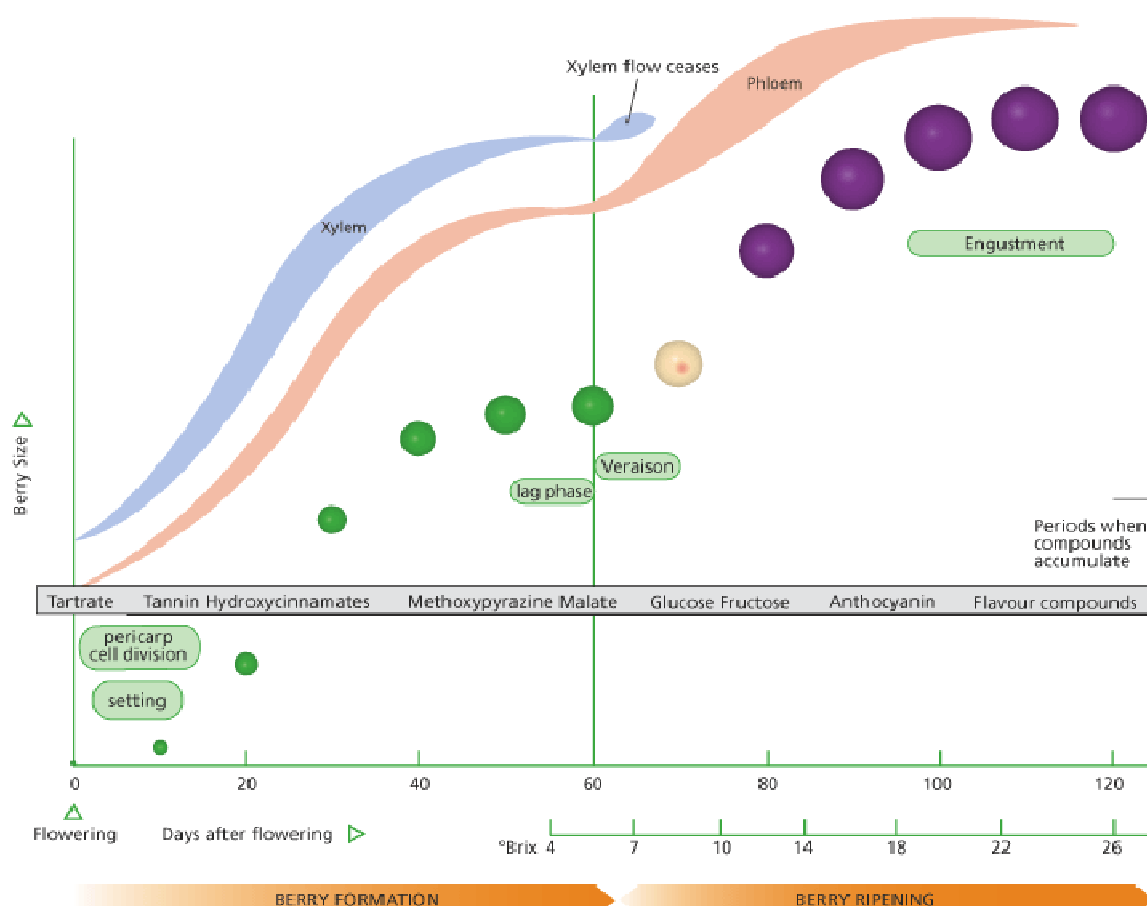 Xylem flow ceases
Phloem
Xylem
Engustment
Berry Size
Veraison
lag phase
Periods when
compounds
accumulate
Tartrate Tannin Hydroxycinnamates Methoxypyrazine Malate Glucose Fructose Anthocyanin Flavour compounds
pericarp
cell division
setting
0 20 40 60 80 100 120
Flowering Days after flowering
°Brix 4 7 10 14 18 22 26
BERRY FORMATION BERRY RIPENING